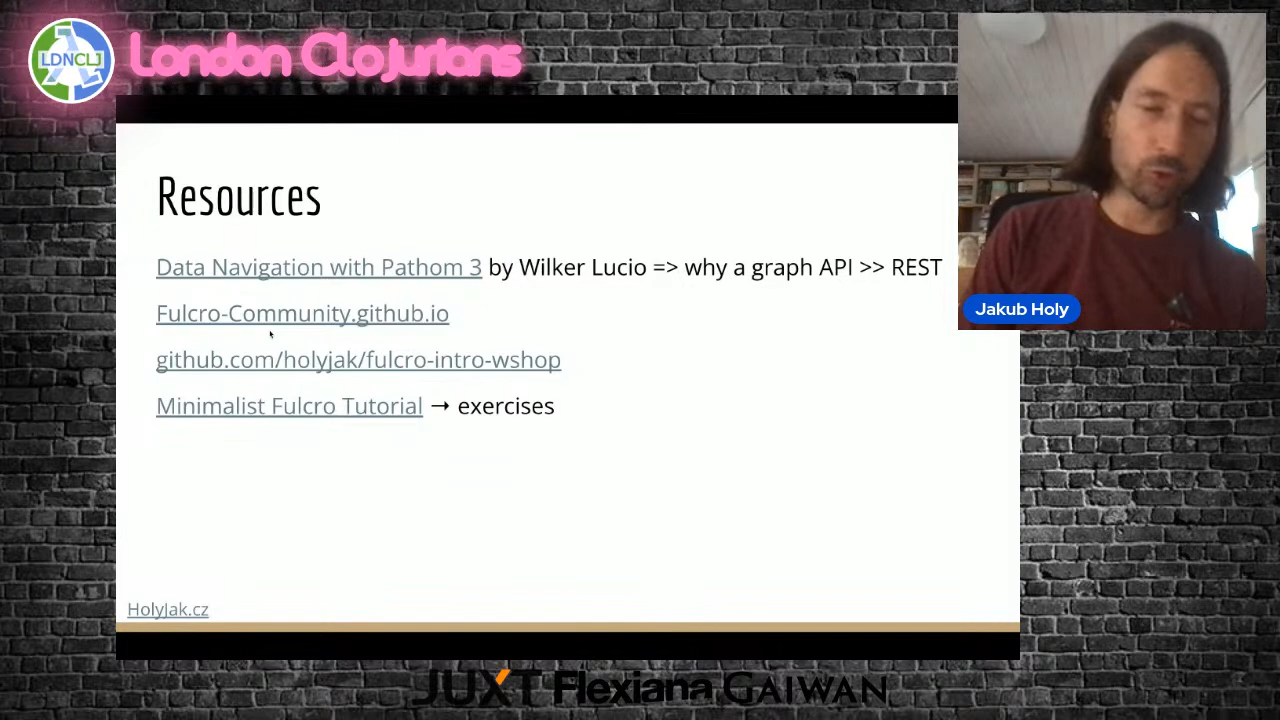 LDNCLJ
London Clojurians
Resources
Data Navigation with Pathom 3 by Wilker Lucio => why a graph API >> REST
Fulcro-Community.github.io
github.com/holyjak/fulcro-intro-wshop
Minimalist Fulcro Tutorial → exercises
HolyJak.cz
Jakub Holy
JUXT Flexiana GAIWAN